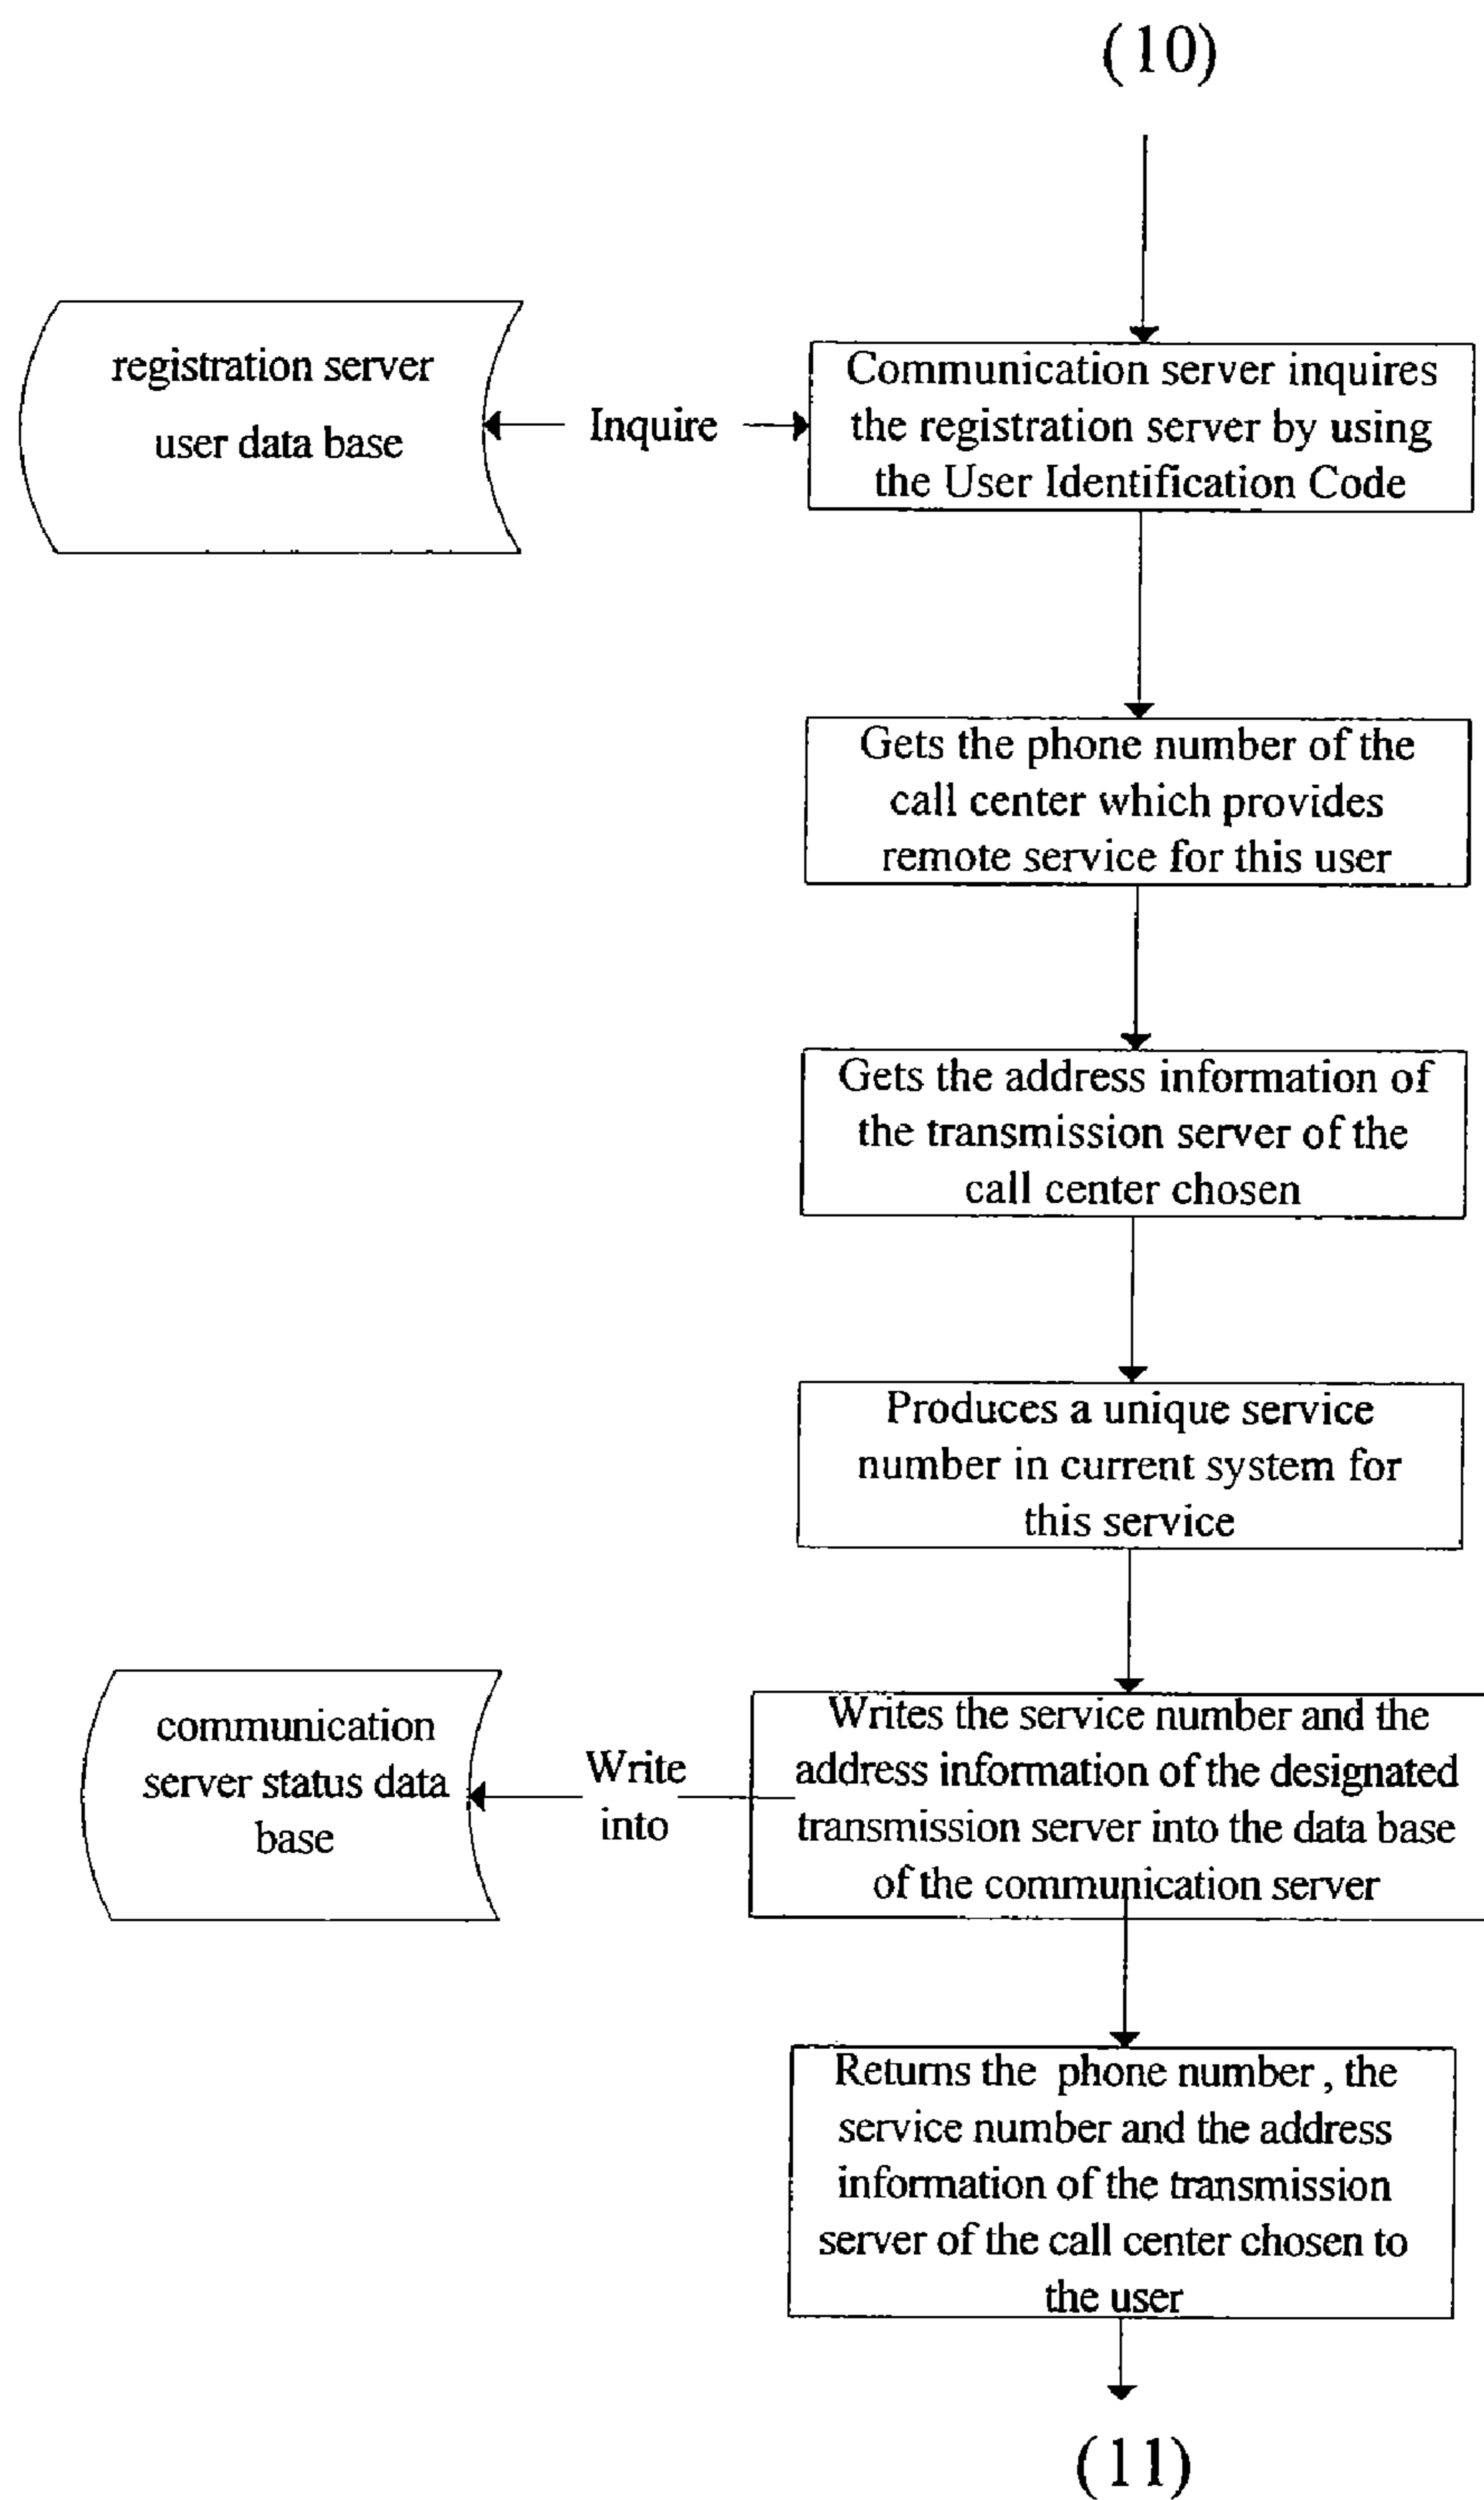 (10)
registration server
user data base
Inquire
Communication server inquires
the registration server by using
the User Identification Code
Gets the phone number of the
call center which provides
remote service for this user
Gets the address information of
the transmission server of the
call center chosen
Produces a unique service
number in current system for
this service
communication
server status data
base
Write
into
Writes the service number and the
address information of the designated
transmission server into the data base
of the communication server
Returns the phone number , the
service number and the address
information of the transmission
server of the call center chosen to
the user
(11)